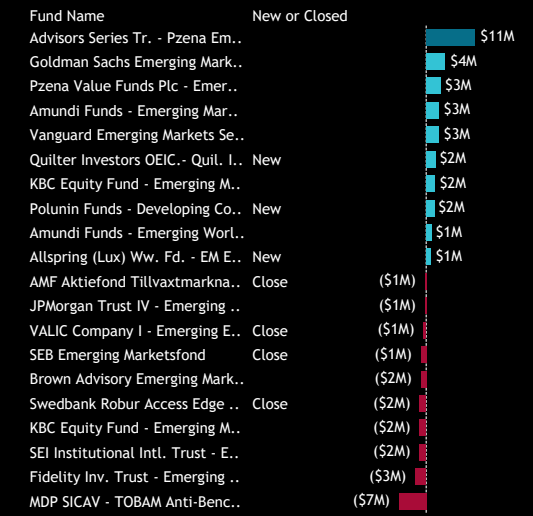 Fund Name New or Closed
Advisors Series Tr. - Pzena Em.. $11M
Goldman Sachs Emerging Mark.. $4M
Pzena Value Funds Plc - Emer.. $3M
Amundi Funds - Emerging Mar.. $3M
Vanguard Emerging Markets Se.. $3M
Quilter Investors OEIC.- Quil. I.. New $2M
KBC Equity Fund - Emerging M.. $2M
Polunin Funds - Developing Co.. New $2M
Amundi Funds - Emerging Worl.. $1M
Allspring (Lux) Ww. Fd. - EM E.. New $1M
AMF Aktiefond Tillvaxtmarkna.. Close ($1M)
JPMorgan Trust IV - Emerging .. ($1M)
VALIC Company I - Emerging E.. Close ($1M)
SEB Emerging Marketsfond Close ($1M)
Brown Advisory Emerging Mark.. ($2M)
Swedbank Robur Access Edge .. Close ($2M)
KBC Equity Fund - Emerging M.. ($2M)
SEI Institutional Intl. Trust - E.. ($2M)
Fidelity Inv. Trust - Emerging .. ($3M)
MDP SICAV - TOBAM Anti-Benc.. ($7M)